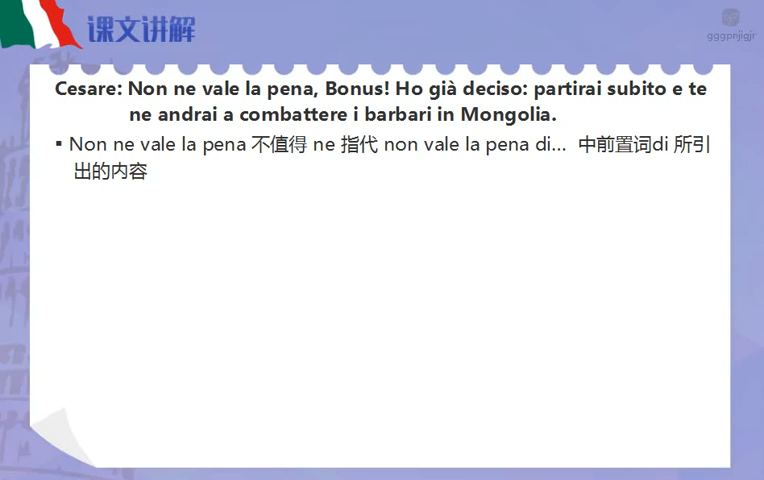 课文讲解
gggpnjigjr
Cesare: Non ne vale la pena, Bonus! Ho già deciso: partirai subito e te
ne andrai a combattere i barbari in Mongolia.
▪ Non ne vale la pena 不值得 ne 指代 non vale la pena di... 中前置词di 所引
出的内容